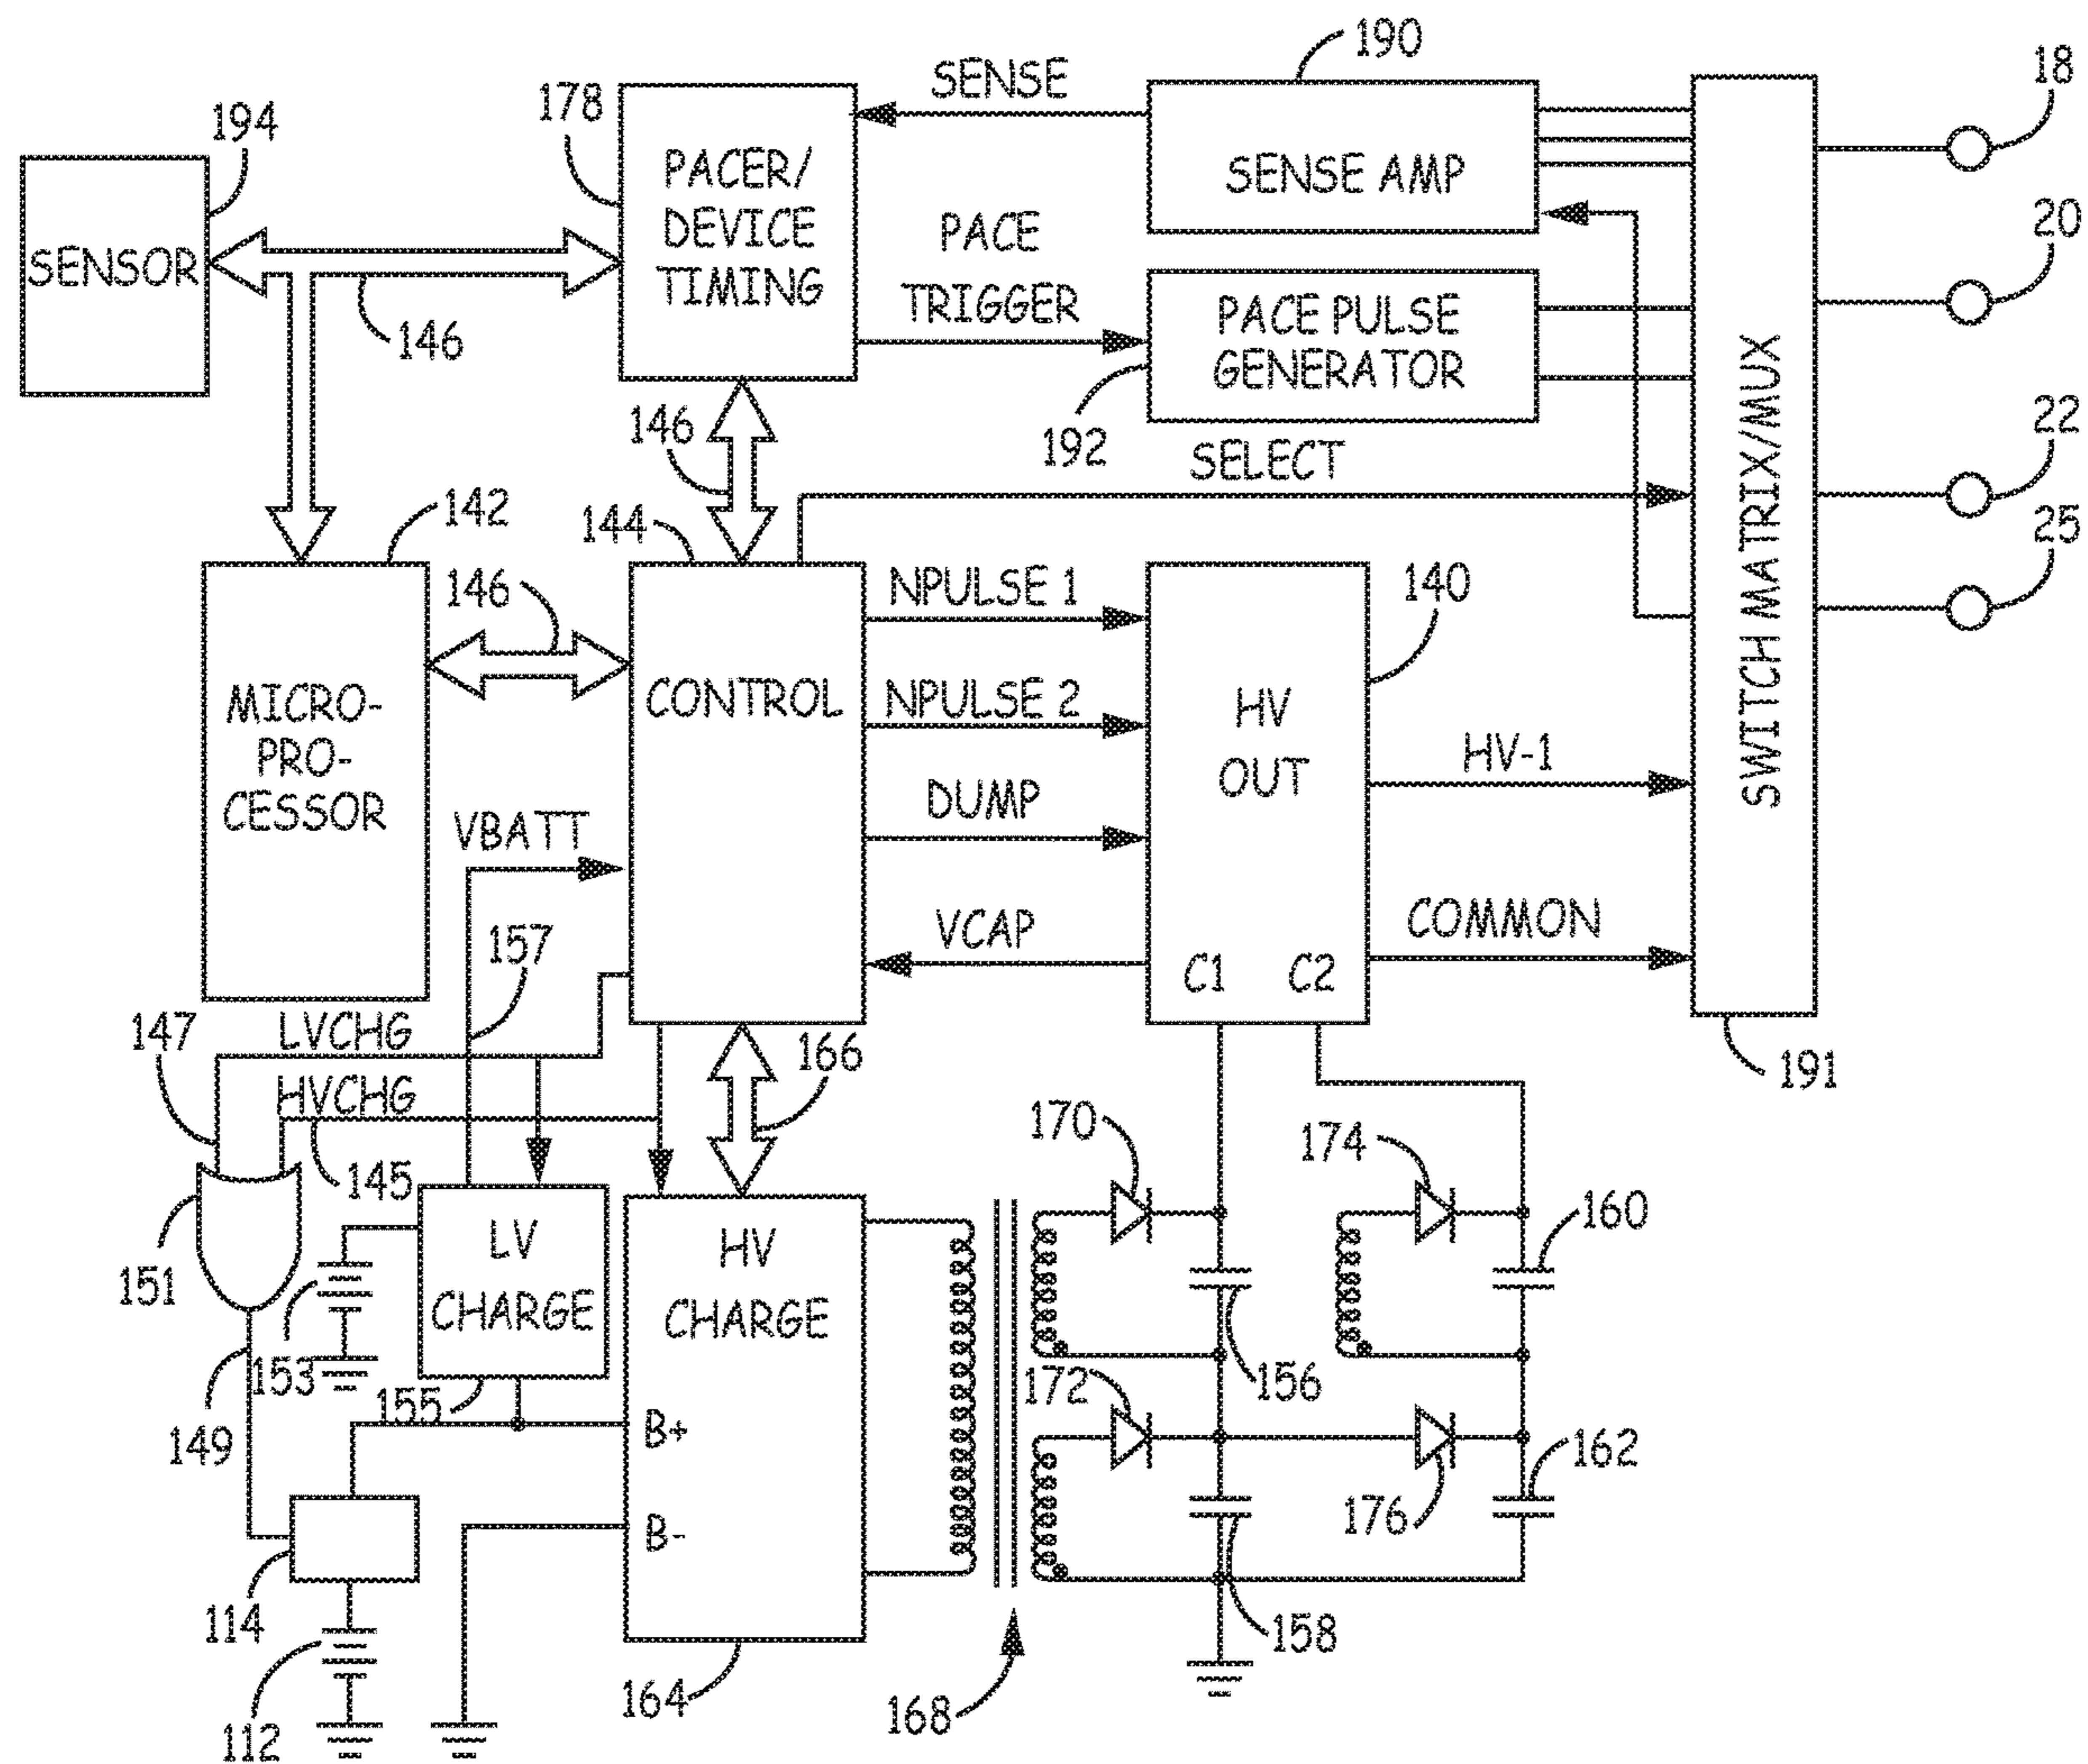 190
18
SENSE
178
194
PACER/
DEVICE
TIMING
SENSE AMP
20
SENSOR
PACE
TRIGGER
PACE PULSE
GENERATOR
146
146
192
SELECT
22
SWITCH MATRIX/MUX
142
144
25
146
NPULSE 1
140
MICRO-
PRO-
CESSOR
CONTROL
NPULSE 2
HV
OUT
HV-1
DUMP
VBATT
157
VCAP
COMMON
C1
C2
147
LVCHG
166
191
HVCHG
170
174
145
160
151
LV
CHARGE
HV
CHARGE
153
155
172
156
149
B+
162
176
B-
114
158
164
168
112